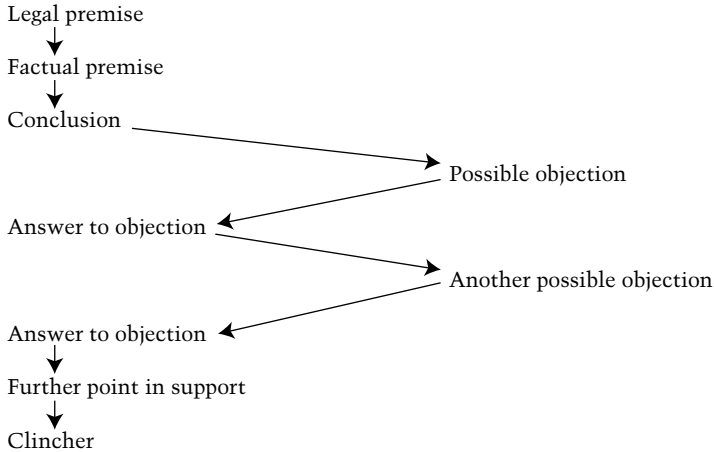 Legal premise
Factual premise
Conclusion
Possible objection
Answer to objection
Another possible objection
Answer to objection
Further point in support
Clincher